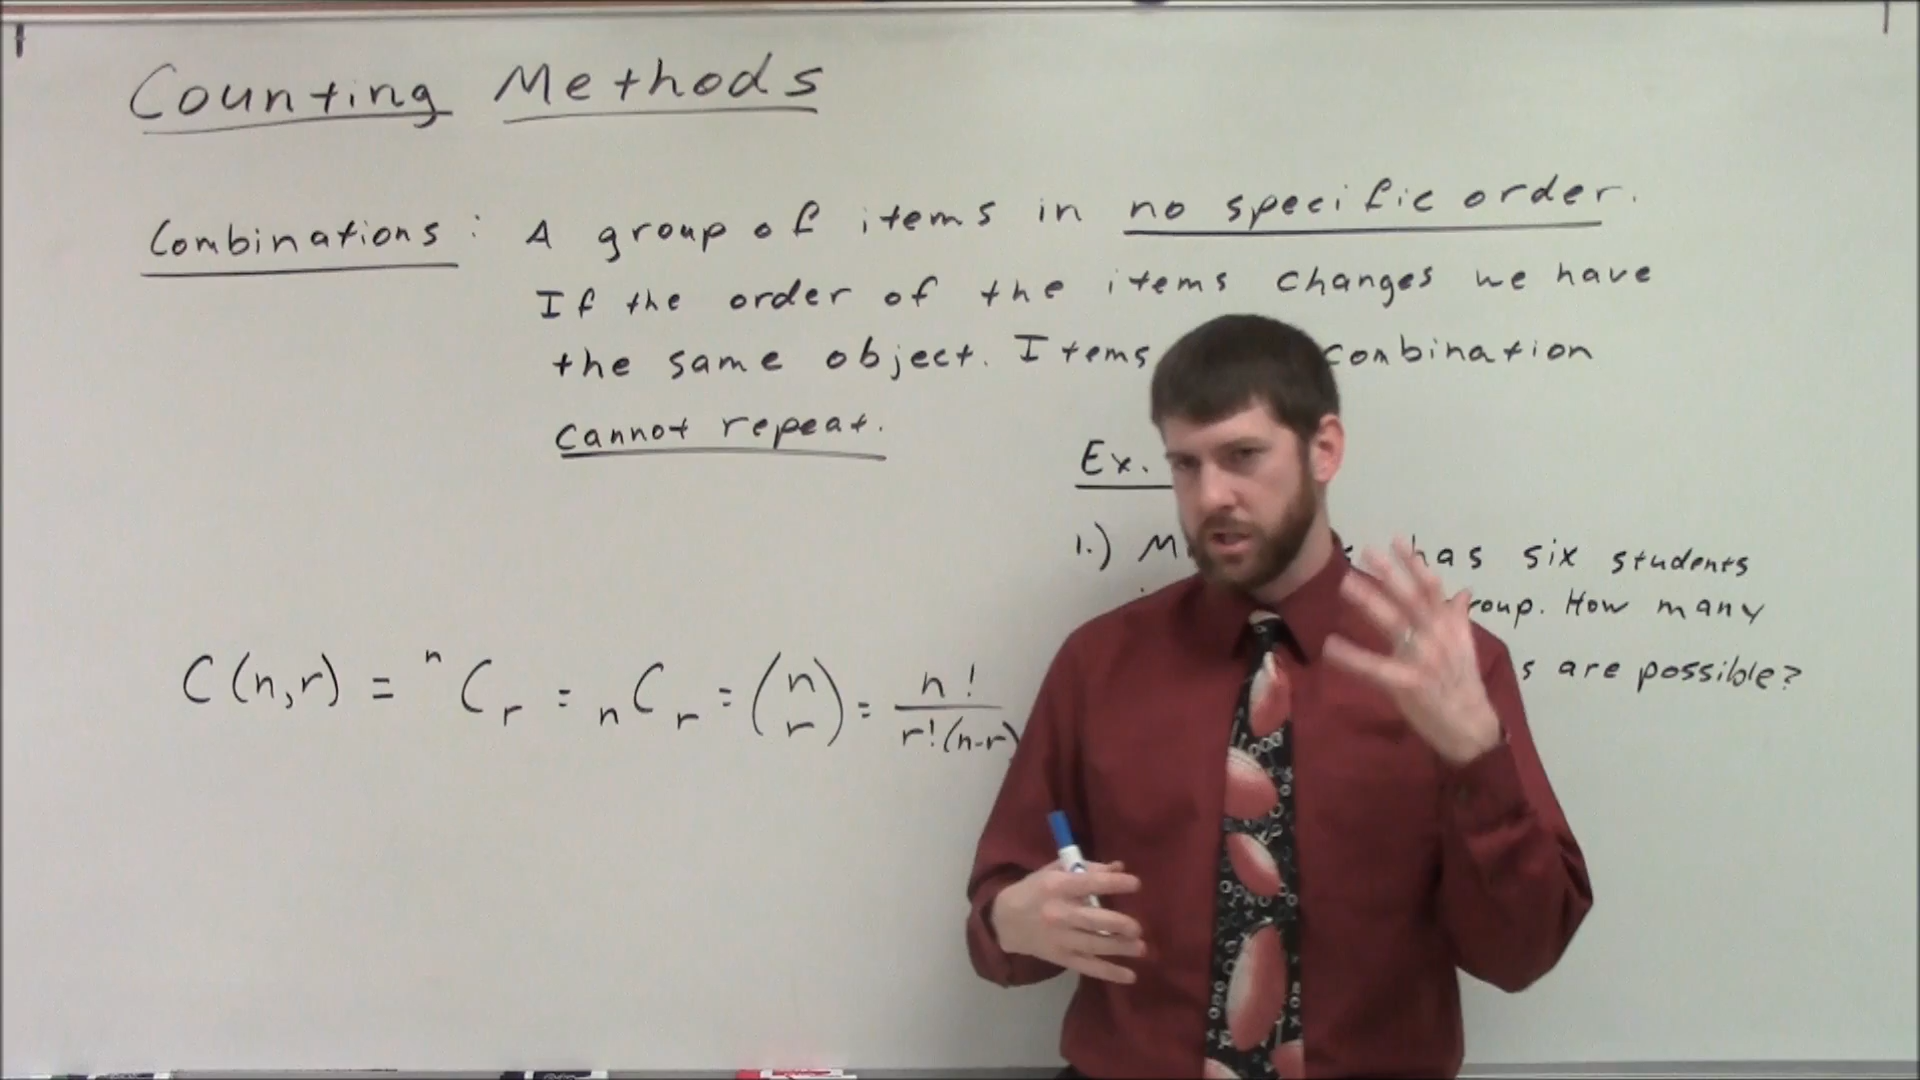 Counting Methods
Combinations: A group of items in no specific order.
If the order of the items changes we have
the same object. Items combination
cannot repeat.
Ex.
1.) has six students
How many
are possible?
C(n,r) = ⁿCᵣ = ₙCᵣ = (n r) = n! / r!(n-r)